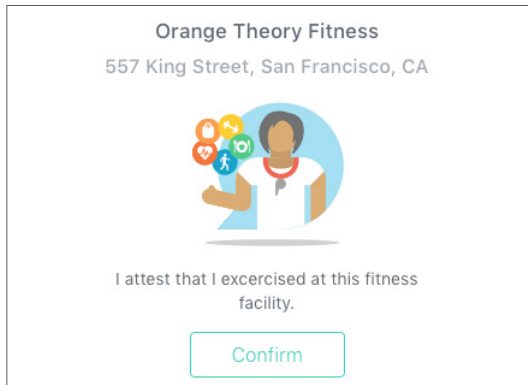 Orange Theory Fitness
557 King Street, San Francisco, CA
I attest that I excercised at this fitness
facility.
Confirm